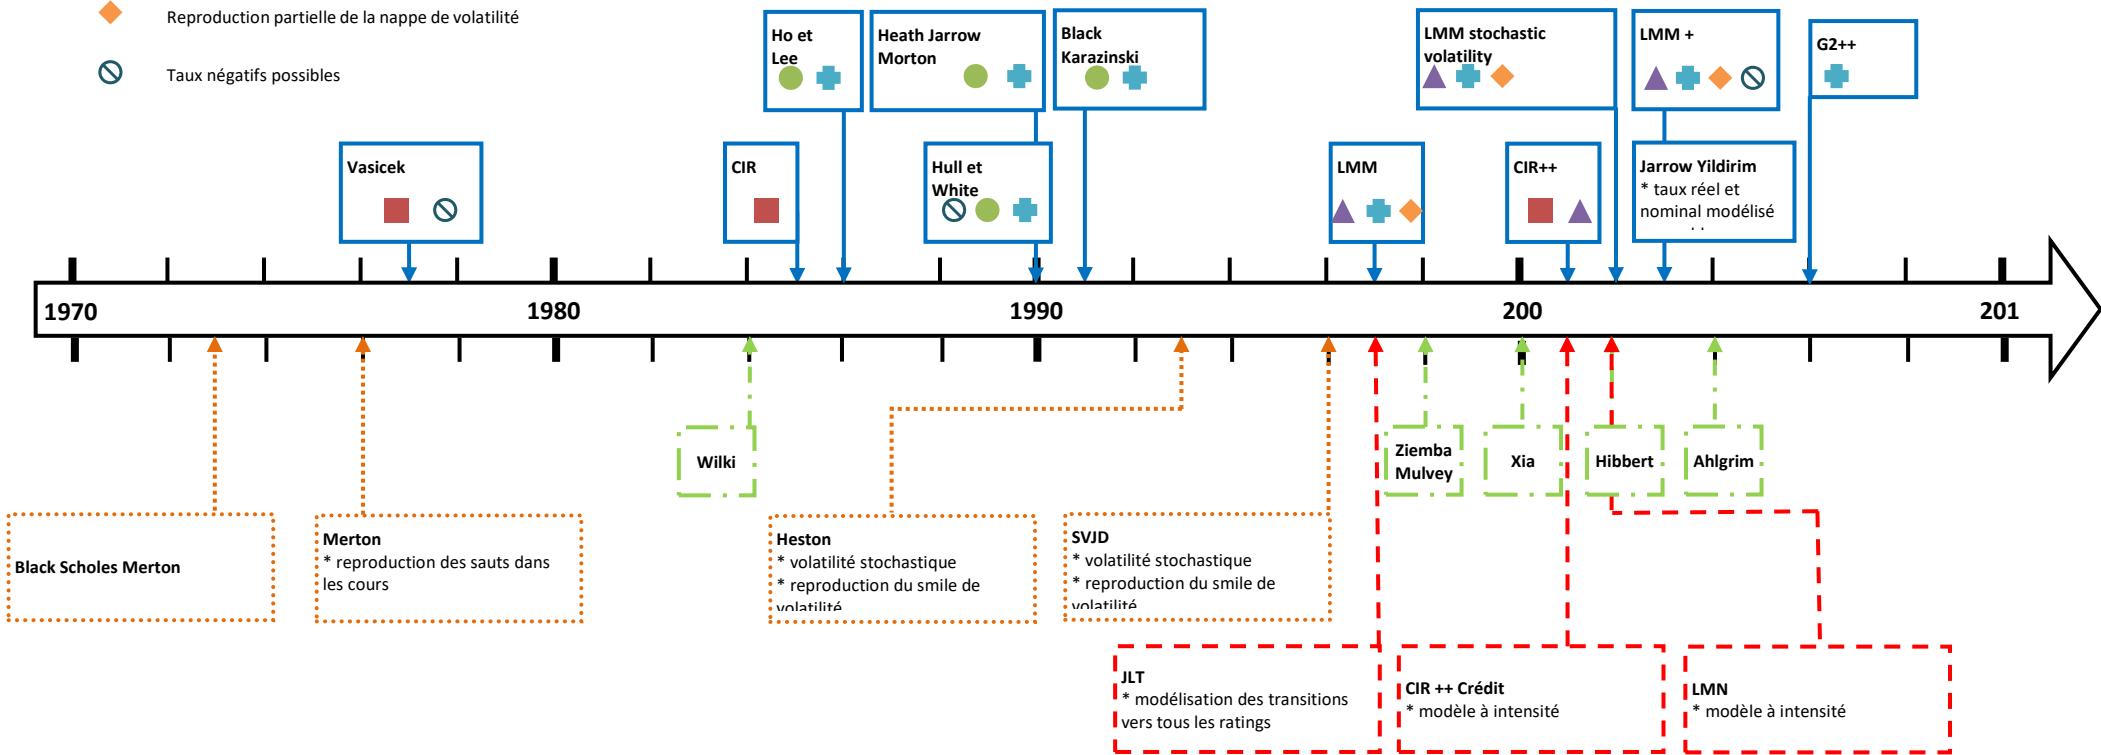 Reproduction partielle de la nappe de volatilité
Taux négatifs possibles
Ho et
Lee
Heath Jarrow
Morton
Black
Karazinski
LMM stochastic
volatility
LMM +
G2++
Vasicek
CIR
Hull et
White
LMM
CIR++
Jarrow Yildirim
* taux réel et
nominal modélisé
1970
1980
1990
200
201
Wilki
Ziemba
Mulvey
Xia
Hibbert
Ahlgrim
Black Scholes Merton
Merton
* reproduction des sauts dans
les cours
Heston
* volatilité stochastique
* reproduction du smile de
volatilité
SVJD
* volatilité stochastique
* reproduction du smile de
volatilité
JLT
* modélisation des transitions
vers tous les ratings
CIR ++ Crédit
* modèle à intensité
LMN
* modèle à intensité